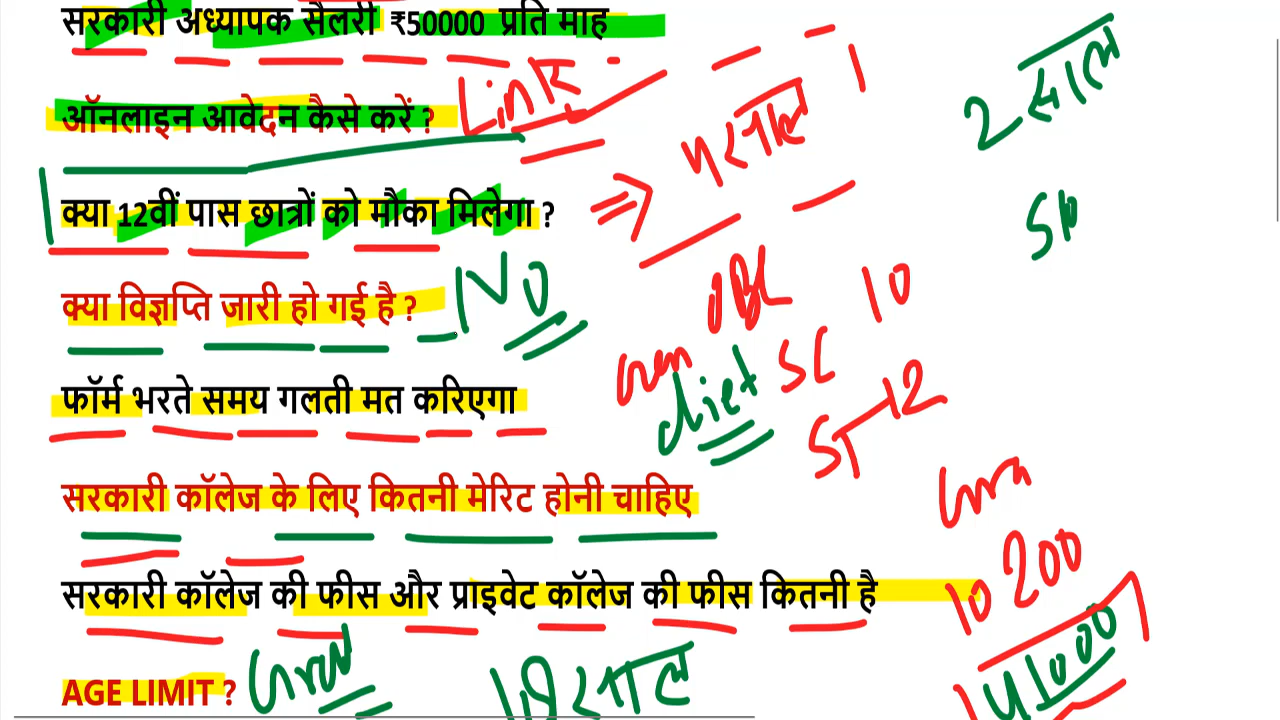 सरकारी अध्यापक सैलरी ₹50000 प्रति माह
ऑनलाइन आवेदन कैसे करें ? Link
क्या 12वीं पास छात्रों को मौका मिलेगा ?
क्या विज्ञप्ति जारी हो गई है ? NO
फॉर्म भरते समय गलती मत करिएगा
सरकारी कॉलेज के लिए कितनी मेरिट होनी चाहिए
सरकारी कॉलेज की फीस और प्राइवेट कॉलेज की फीस कितनी है
AGE LIMIT ?
2 साल
OBC 10
diet SC
ST 12
10 200